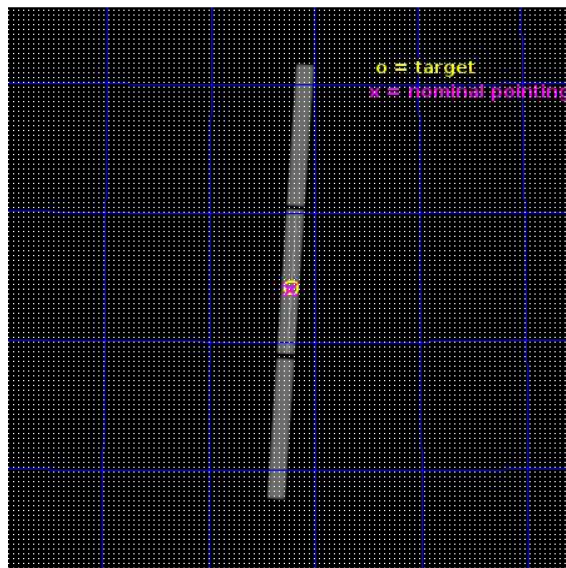 o = target
x = nominal pointing